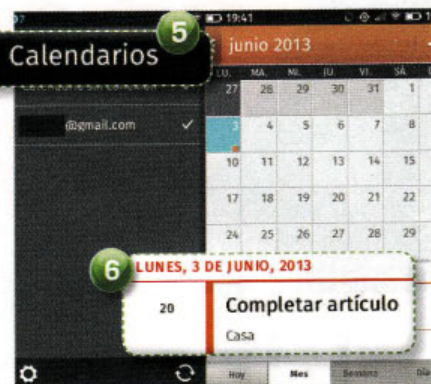 19:41
5
Calendarios
junio 2013
LU. MA. MI. JU. VI. SÁ.
27 28 29 30 31 1
@gmail.com
3 4 5 6 7 8
10 11 12 13 14 15
17 18 19 20 21 22
24 25 26 27 28 29
6
LUNES, 3 DE JUNIO, 2013
20 Completar artículo
Casa
Hoy Mes Semana Día